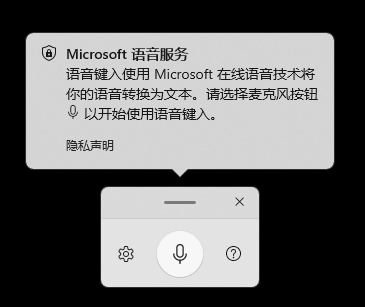 Microsoft 语音服务
语音键入使用 Microsoft 在线语音技术将
你的语音转换为文本。请选择麦克风按钮
以开始使用语音键入。
隐私声明